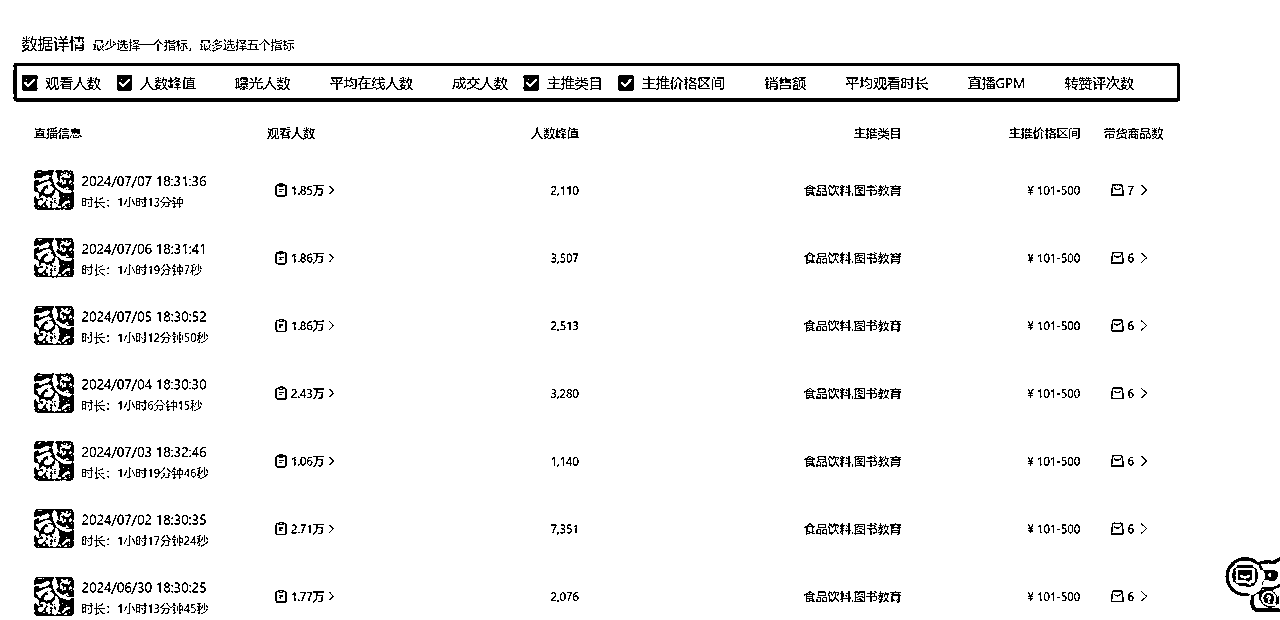 数据详情 最少选择一个指标，最多选择五个指标
观看人数 人数峰值 曝光人数 平均在线人数 成交人数 主推类目 主推价格区间 销售额 平均观看时长 直播GPM 转赞评次数
直播信息 观看人数 人数峰值 主推类目 主推价格区间 带货商品数
2024/07/07 18:31:36
时长：1小时13分钟
1.85万 2,110 食品饮料,图书教育 ¥ 101-500 7
2024/07/06 18:31:41
时长：1小时19分钟7秒
1.86万 3,507 食品饮料,图书教育 ¥ 101-500 6
2024/07/05 18:30:52
时长：1小时12分钟50秒
1.86万 2,513 食品饮料,图书教育 ¥ 101-500 6
2024/07/04 18:30:30
时长：1小时6分钟15秒
2.43万 3,280 食品饮料,图书教育 ¥ 101-500 6
2024/07/03 18:32:46
时长：1小时19分钟46秒
1.06万 1,140 食品饮料,图书教育 ¥ 101-500 6
2024/07/02 18:30:35
时长：1小时17分钟24秒
2.71万 7,351 食品饮料,图书教育 ¥ 101-500 6
2024/06/30 18:30:25
时长：1小时13分钟45秒
1.77万 2,076 食品饮料,图书教育 ¥ 101-500 6